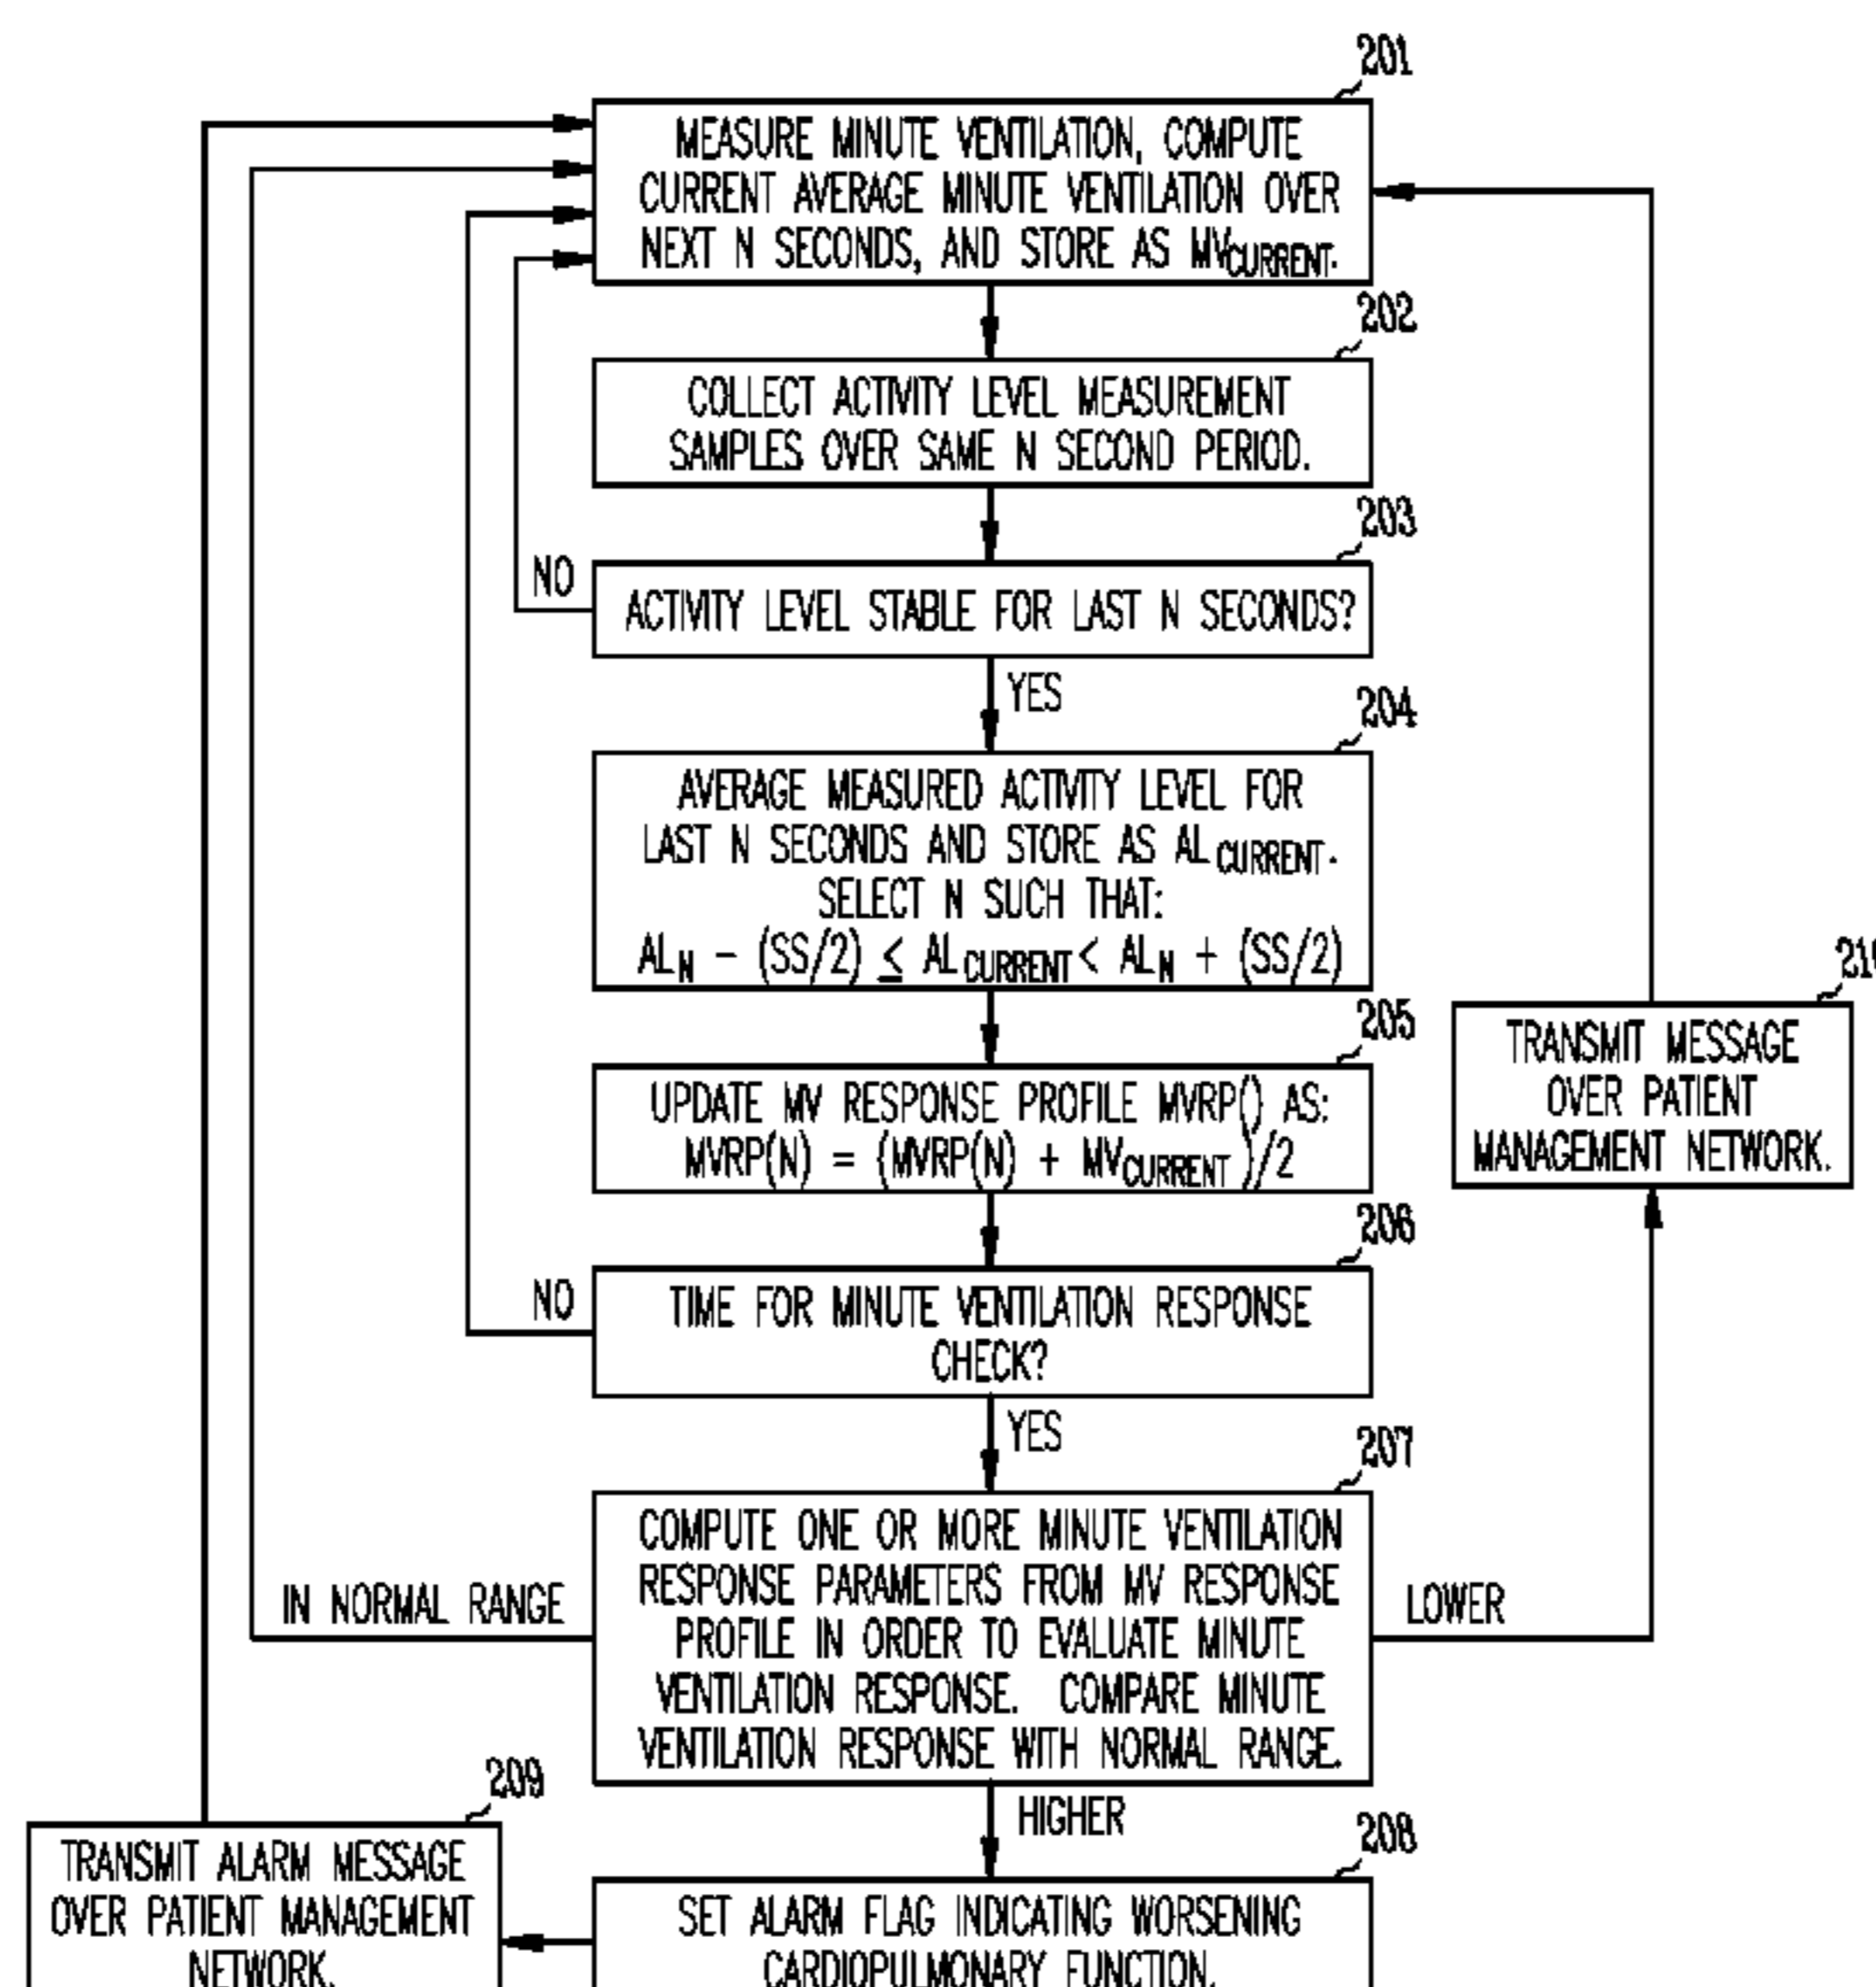 201
MEASURE MINUTE VENTILATION, COMPUTE
CURRENT AVERAGE MINUTE VENTILATION OVER
NEXT N SECONDS, AND STORE AS MVCURRENT.
202
COLLECT ACTIVITY LEVEL MEASUREMENT
SAMPLES OVER SAME N SECOND PERIOD.
203
NO
ACTIVITY LEVEL STABLE FOR LAST N SECONDS?
YES
204
AVERAGE MEASURED ACTIVITY LEVEL FOR
LAST N SECONDS AND STORE AS ALCURRENT.
SELECT N SUCH THAT:
ALN - (SS/2) ≤ ALCURRENT < ALN + (SS/2)
205
UPDATE MV RESPONSE PROFILE MVRP() AS:
MVRP(N) = (MVRP(N) + MVCURRENT)/2
TRANSMIT MESSAGE
OVER PATIENT
MANAGEMENT NETWORK.
206
NO
TIME FOR MINUTE VENTILATION RESPONSE
CHECK?
YES
207
COMPUTE ONE OR MORE MINUTE VENTILATION
RESPONSE PARAMETERS FROM MV RESPONSE
PROFILE IN ORDER TO EVALUATE MINUTE
VENTILATION RESPONSE. COMPARE MINUTE
VENTILATION RESPONSE WITH NORMAL RANGE.
IN NORMAL RANGE
LOWER
HIGHER
208
SET ALARM FLAG INDICATING WORSENING
CARDIOPULMONARY FUNCTION.
209
TRANSMIT ALARM MESSAGE
OVER PATIENT MANAGEMENT
NETWORK.